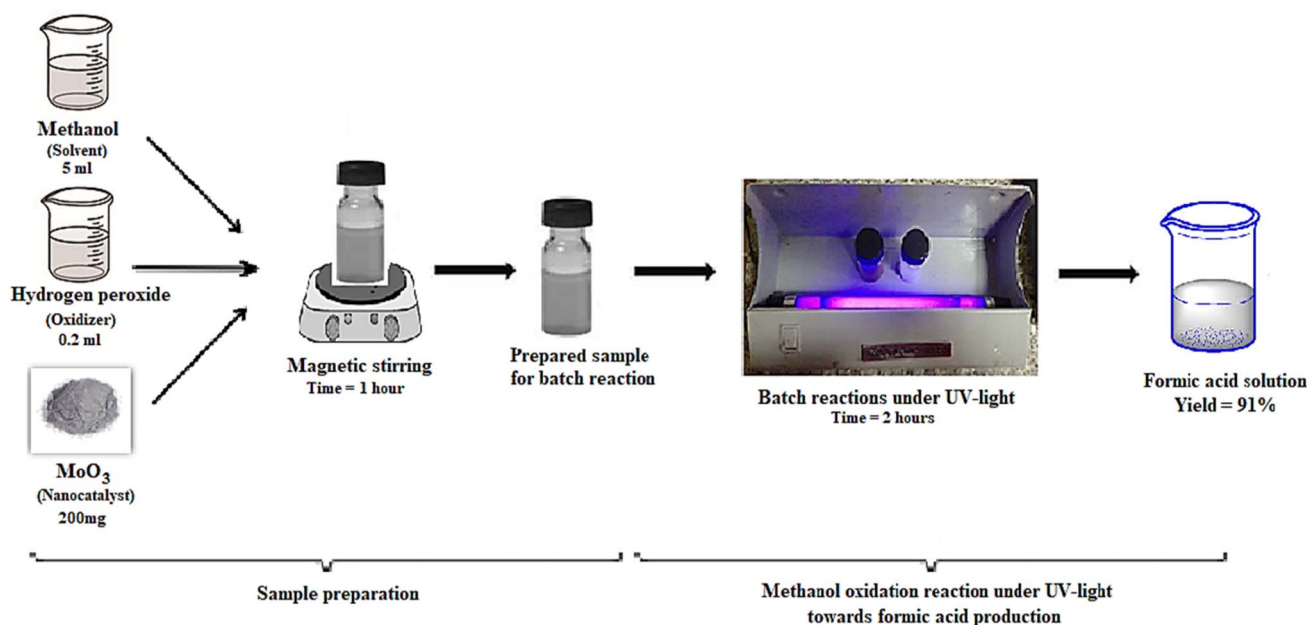 Methanol
(Solvent)
5 ml
Hydrogen peroxide
(Oxidizer)
0.2 ml
MoO₃
(Nanocatalyst)
200mg
Magnetic stirring
Time = 1 hour
Prepared sample
for batch reaction
Batch reactions under UV-light
Time = 2 hours
Formic acid solution
Yield = 91%
Sample preparation
Methanol oxidation reaction under UV-light
towards formic acid production